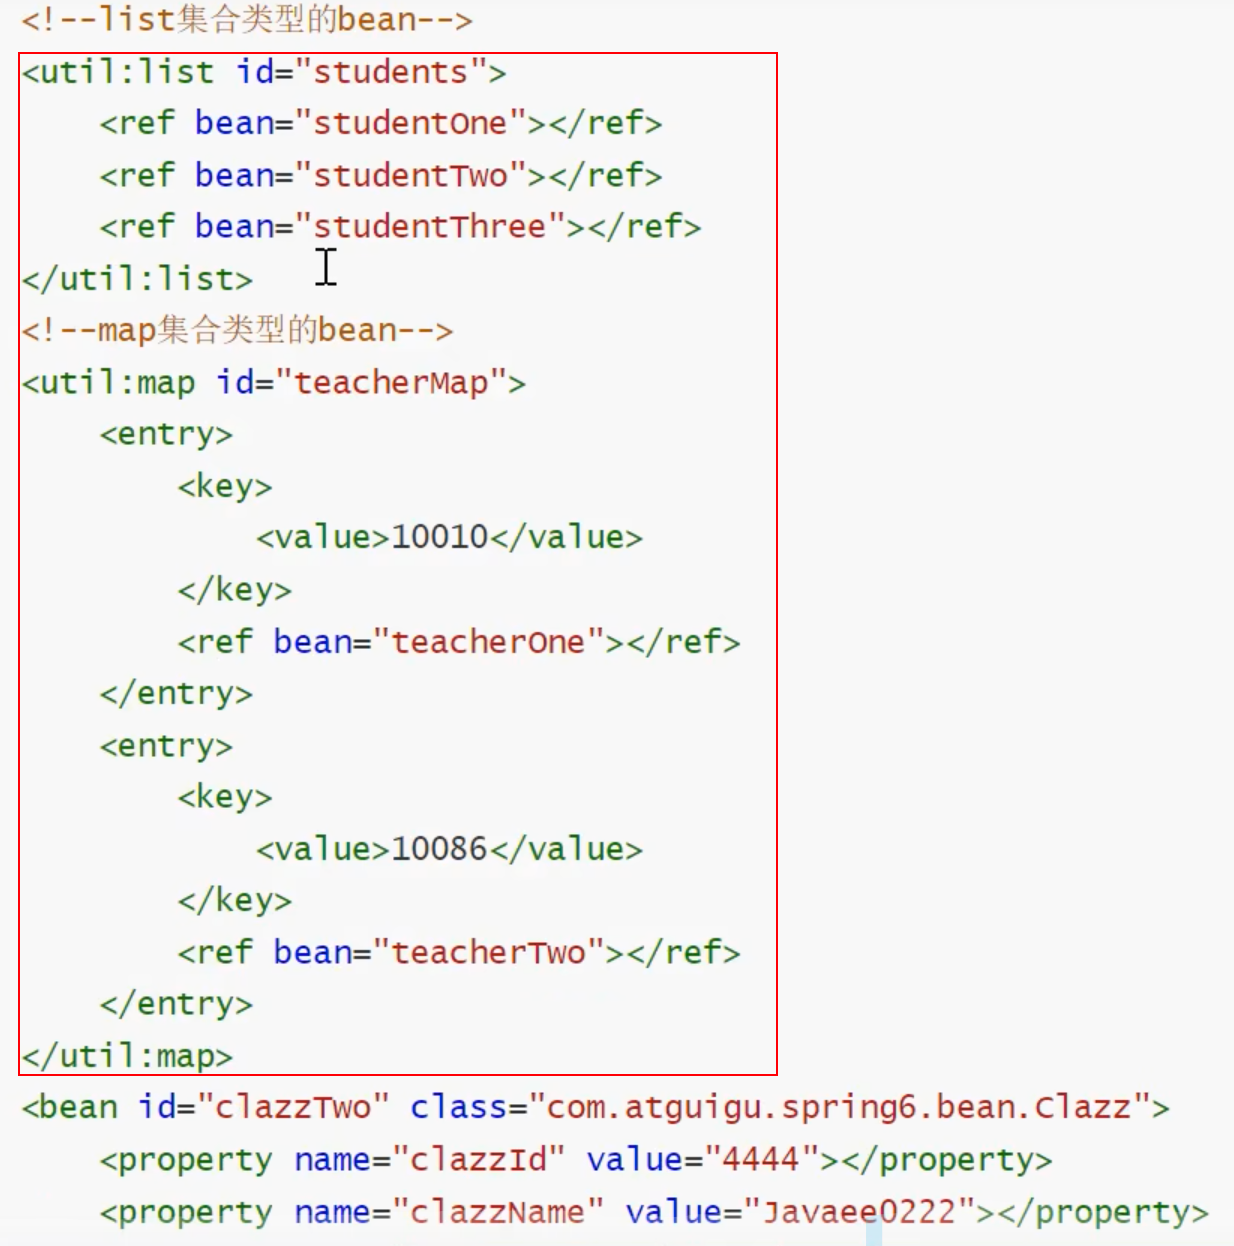 <!--list集合类型的bean-->
<util:list id="students">
    <ref bean="studentOne"></ref>
    <ref bean="studentTwo"></ref>
    <ref bean="studentThree"></ref>
</util:list>
<!--map集合类型的bean-->
<util:map id="teacherMap">
    <entry>
        <key>
            <value>10010</value>
        </key>
        <ref bean="teacherOne"></ref>
    </entry>
    <entry>
        <key>
            <value>10086</value>
        </key>
        <ref bean="teacherTwo"></ref>
    </entry>
</util:map>
<bean id="clazzTwo" class="com.atguigu.spring6.bean.Clazz">
    <property name="clazzId" value="4444"></property>
    <property name="clazzName" value="Javaee0222"></property>